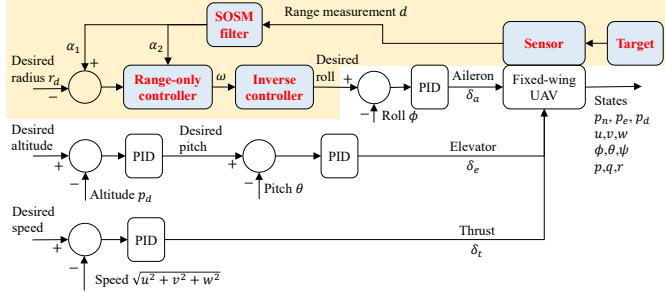 SOSM
filter
Range measurement d
Sensor
Target
α₁
α₂
Desired
radius r_d
+
−
Range-only
controller
ω
Inverse
controller
Desired
roll
+
−
Roll ϕ
PID
Aileron
δ_a
Fixed-wing
UAV
States
p_n, p_e, p_d
u,v,w
ϕ,θ,ψ
p,q,r
Desired
altitude
+
−
Altitude p_d
PID
Desired
pitch
+
−
Pitch θ
PID
Elevator
δ_e
Desired
speed
+
−
Speed √(u² + v² + w²)
PID
Thrust
δ_t